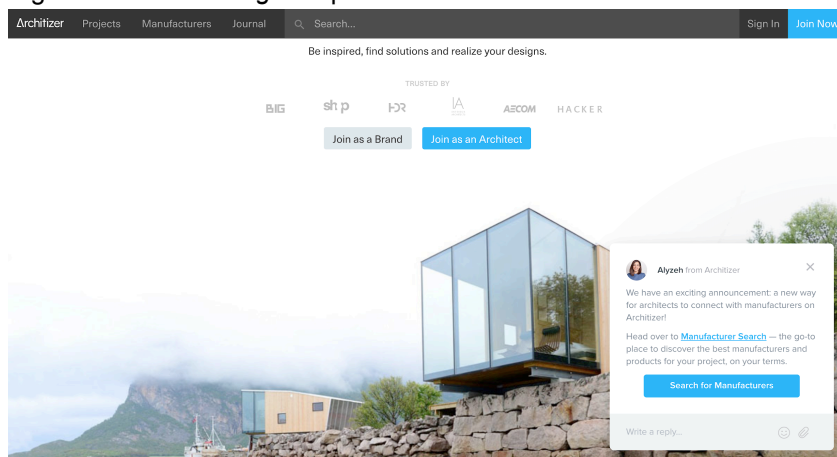 Architizer Projects Manufacturers Journal Search... Sign In Join Now
Be inspired, find solutions and realize your designs.
TRUSTED BY
BIG sh p HDR IA AECOM HACKER
Join as a Brand Join as an Architect
Alyzeh from Architizer
We have an exciting announcement: a new way
for architects to connect with manufacturers on
Architizer!
Head over to Manufacturer Search — the go-to
place to discover the best manufacturers and
products for your project, on your terms.
Search for Manufacturers
Write a reply...